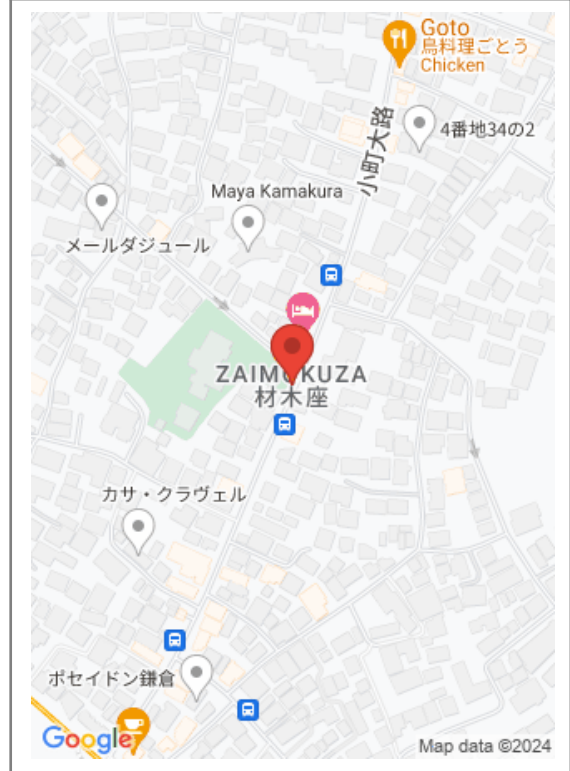 Goto
鳥料理ごとう
Chicken
4番地34の2
小町大路
Maya Kamakura
メールダジュール
ZAIMOKUZA
材木座
カサ・クラヴェル
ポセイドン鎌倉
Google
Map data ©2024